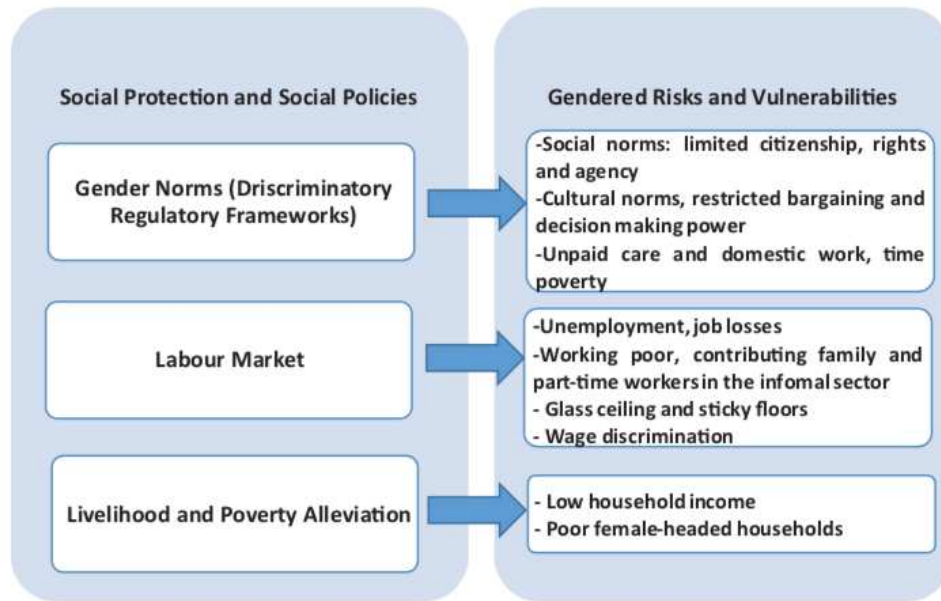 Social Protection and Social Policies
Gender Norms (Driscriminatory
Regulatory Frameworks)
Labour Market
Livelihood and Poverty Alleviation
Gendered Risks and Vulnerabilities
-Social norms: limited citizenship, rights
and agency
-Cultural norms, restricted bargaining and
decision making power
-Unpaid care and domestic work, time
poverty
-Unemployment, job losses
-Working poor, contributing family and
part-time workers in the infomal sector
- Glass ceiling and sticky floors
- Wage discrimination
- Low household income
- Poor female-headed households